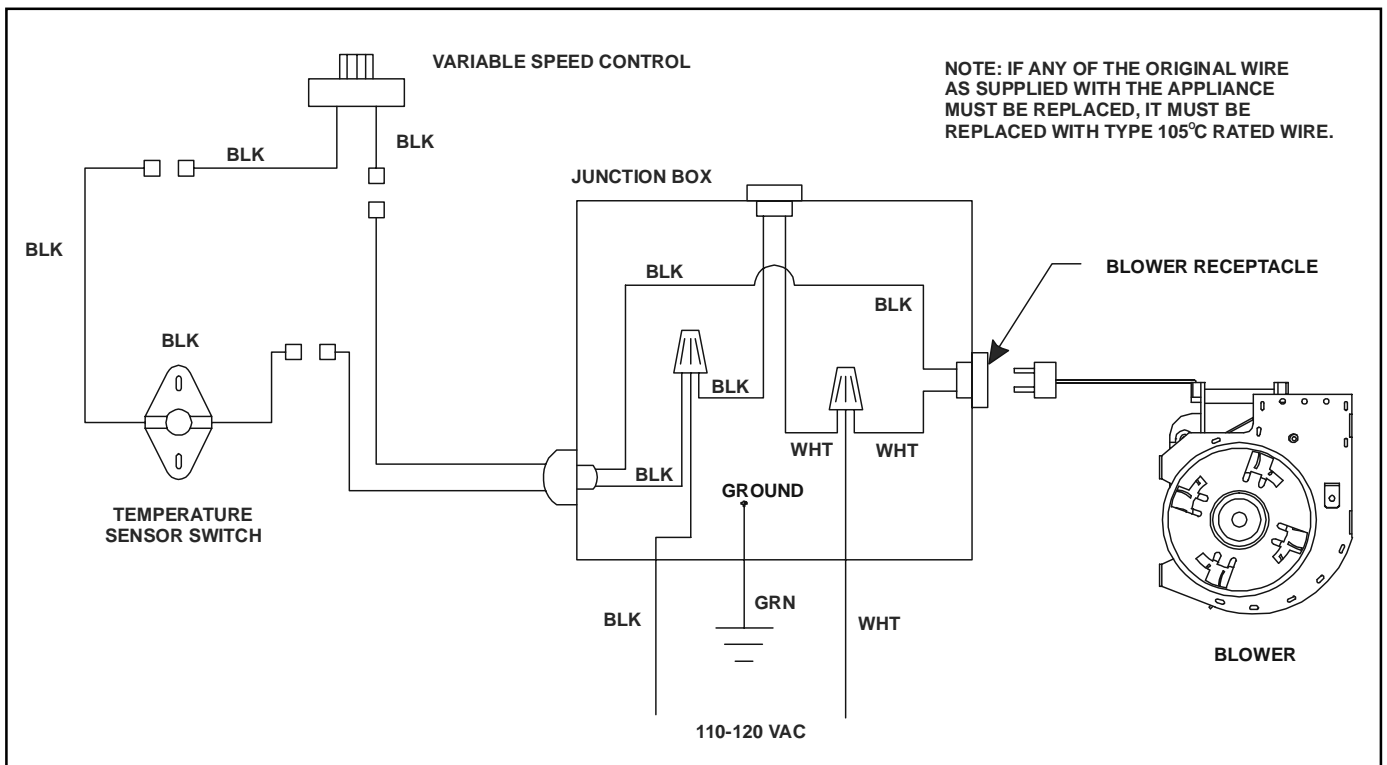 VARIABLE SPEED CONTROL
NOTE: IF ANY OF THE ORIGINAL WIRE
AS SUPPLIED WITH THE APPLIANCE
MUST BE REPLACED, IT MUST BE
REPLACED WITH TYPE 105°C RATED WIRE.
BLK
BLK
JUNCTION BOX
BLK
BLK
BLOWER RECEPTACLE
BLK
BLK
BLK
WHT
WHT
BLK
GROUND
TEMPERATURE
SENSOR SWITCH
GRN
BLK
WHT
BLOWER
110-120 VAC